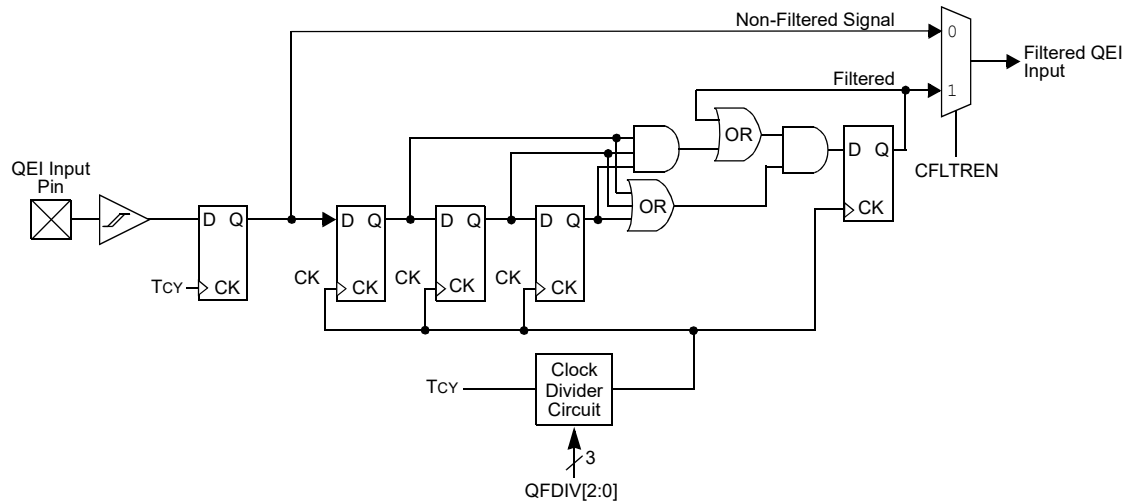 Non-Filtered Signal
0
Filtered QEI
Input
Filtered
1
OR
D Q
CK
CFLTREN
QEI Input
Pin
OR
D Q
CK
TCY
D Q
CK
CK
D Q
CK
CK
D Q
CK
CK
TCY
Clock
Divider
Circuit
3
QFDIV[2:0]